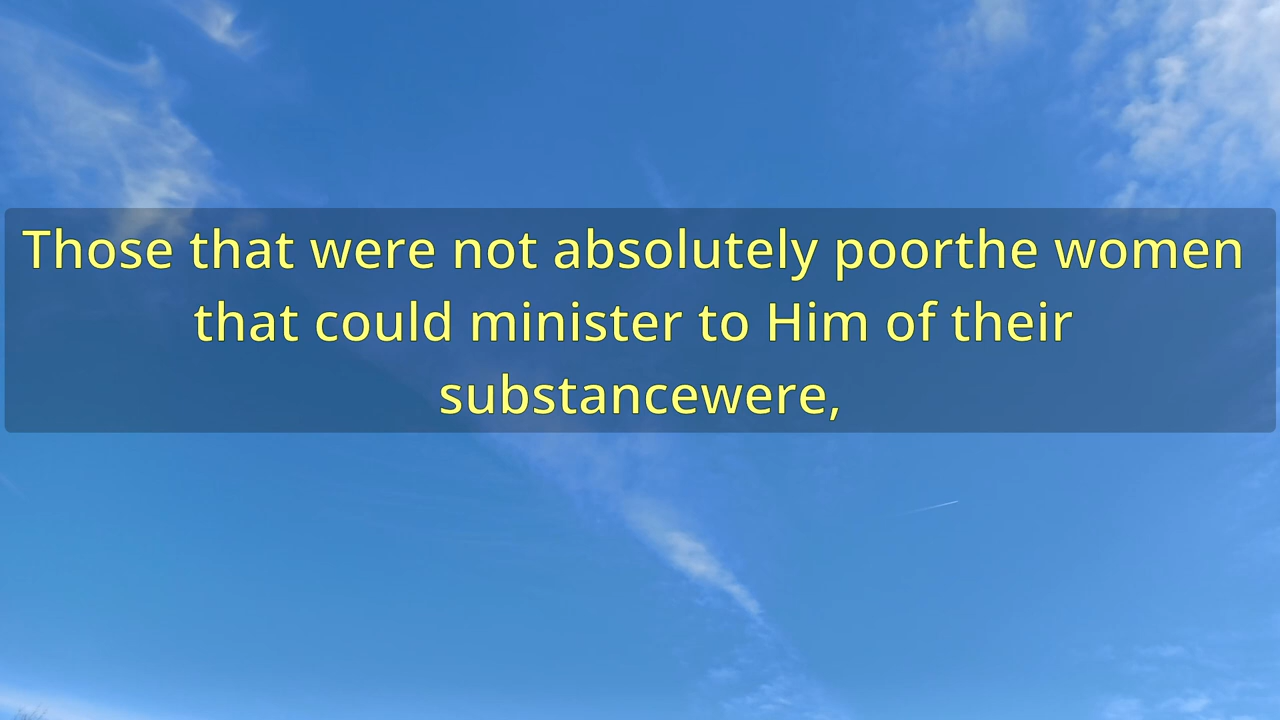 Those that were not absolutely poorthe women
that could minister to Him of their
substancewere,